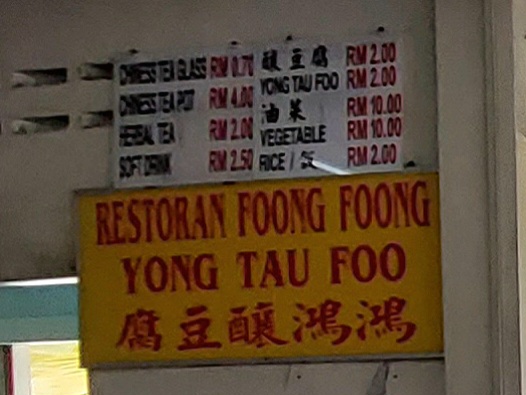 CHINESE TEA GLASS RM 0.70
CHINESE TEA POT RM 4.00
HERBAL TEA RM 2.00
SOFT DRINK RM 2.50
釀豆腐 RM 2.00
YONG TAU FOO RM 2.00
油菜 RM 10.00
VEGETABLE RM 10.00
RICE / RM 2.00
RESTORAN FOONG FOONG
YONG TAU FOO
腐豆釀鴻鴻